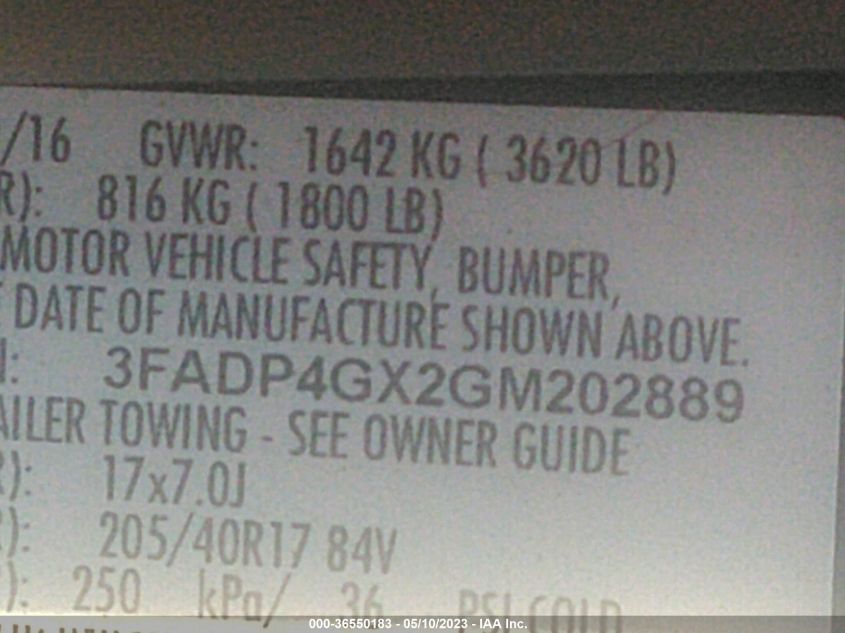 /16 GVWR: 1642 KG ( 3620 LB)
R): 816 KG ( 1800 LB)
MOTOR VEHICLE SAFETY, BUMPER,
DATE OF MANUFACTURE SHOWN ABOVE.
: 3FADP4GX2GM202889
AILER TOWING - SEE OWNER GUIDE
): 17x7.0J
): 205/40R17 84V
): 250 kPa/ 36 PSI COLD
000-36550183 - 05/10/2023 - IAA Inc.